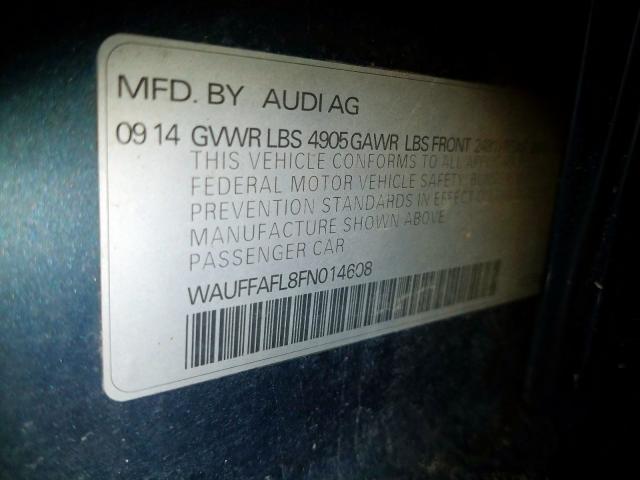 MFD. BY AUDI AG
09 14 GVWR LBS 4905 GAWR LBS FRONT
THIS VEHICLE CONFORMS TO ALL
FEDERAL MOTOR VEHICLE SAFETY,
PREVENTION STANDARDS IN EFFECT
MANUFACTURE SHOWN ABOVE.
PASSENGER CAR
WAUFFAFL8FN014608